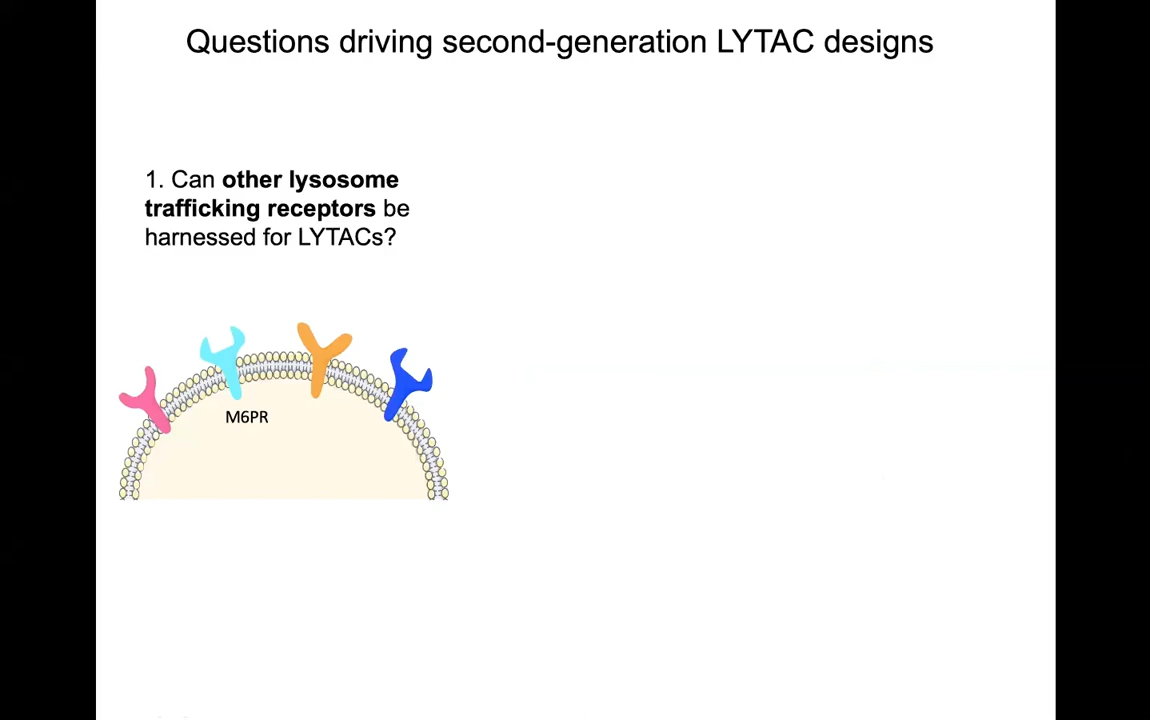 Questions driving second-generation LYTAC designs
1. Can other lysosome
trafficking receptors be
harnessed for LYTACs?
M6PR